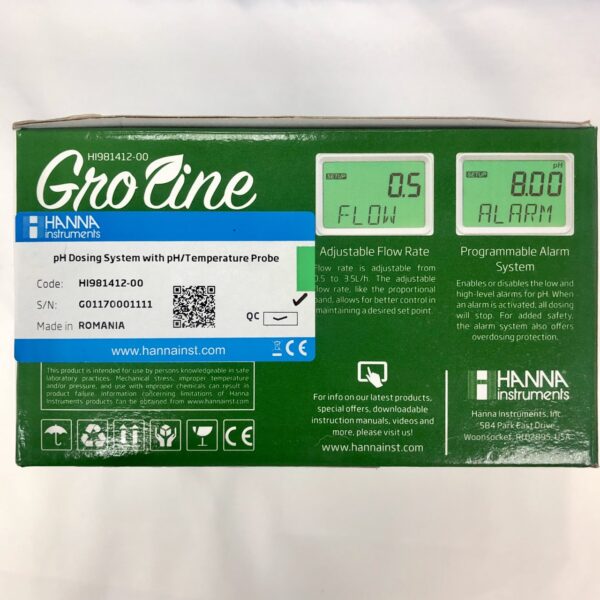 HI981412-00
GroLine
HANNA
instruments
pH Dosing System with pH/Temperature Probe
Code: HI981412-00
S/N: G01170001111
Made in ROMANIA
QC
www.hannainst.com
CE
This product is intended for use by persons knowledgeable in safe
laboratory practices. Mechanical stress, improper temperature
and/or pressure, and use with improper chemicals can result in
product failure. Information concerning limitations of Hanna
Instruments products can be obtained from www.hannainst.com
CE
SETUP
0.5
FLOW
Adjustable Flow Rate
Flow rate is adjustable from
0.5 to 3.5L/h. The adjustable
flow rate, like the proportional
band, allows for better control in
maintaining a desired set point.
SETUP
pH
8.00
ALARM
Programmable Alarm
System
Enables or disables the low and
high-level alarms for pH. When
an alarm is activated, all dosing
will stop. For added safety,
the alarm system also offers
overdosing protection.
For info on our latest products,
special offers, downloadable
instruction manuals, videos and
more, please visit us!
www.hannainst.com
HANNA
instruments
Hanna Instruments, Inc.
584 Park East Drive
Woonsocket, RI 02895 USA